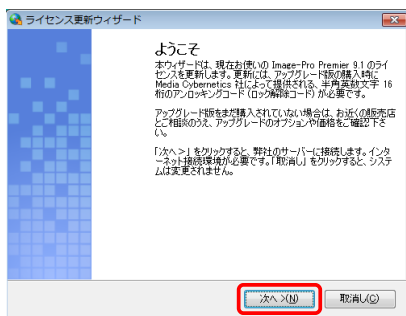 ライセンス更新ウィザード
ようこそ
本ウィザードは、現在お使いの Image-Pro Premier 9.1 のライ
センスを更新します。更新には、アップグレード版の購入時に
Media Cybernetics 社によって提供される、半角英数文字 16
桁のアンロッキングコード (ロック解除コード) が必要です。
アップグレード版をまだ購入されていない場合は、お近くの販売店
とご相談のうえ、アップグレードのオプションや価格をご確認下さ
い。
「次へ >」 をクリックすると、弊社のサーバーに接続します。インタ
ーネット接続環境が必要です。「取消し」 をクリックすると、システ
ムは変更されません。
次へ >(N)
取消し(C)